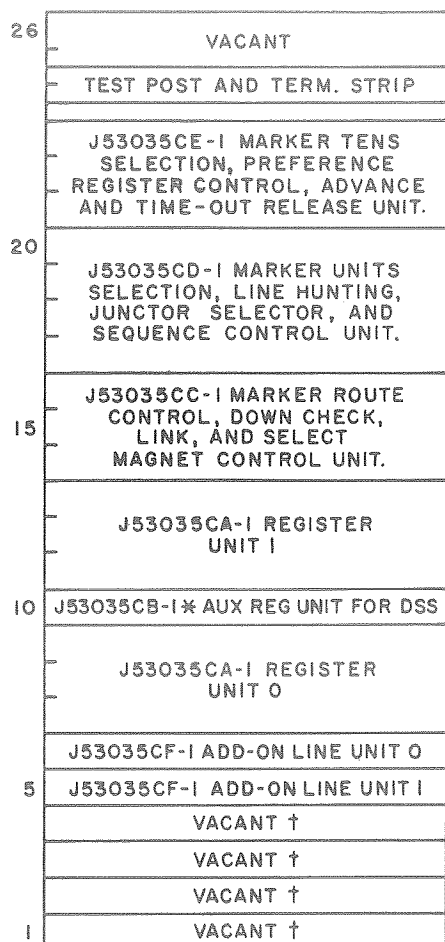 26
VACANT
TEST POST AND TERM. STRIP
J53035CE-1 MARKER TENS
SELECTION, PREFERENCE
REGISTER CONTROL, ADVANCE
AND TIME-OUT RELEASE UNIT.
20
J53035CD-1 MARKER UNITS
SELECTION, LINE HUNTING,
JUNCTOR SELECTOR, AND
SEQUENCE CONTROL UNIT.
J53035CC-1 MARKER ROUTE
CONTROL, DOWN CHECK,
15
LINK, AND SELECT
MAGNET CONTROL UNIT.
J53035CA-1 REGISTER
UNIT 1
10 J53035CB-1* AUX REG UNIT FOR DSS
J53035CA-1 REGISTER
UNIT 0
J53035CF-1 ADD-ON LINE UNIT 0
5 J53035CF-1 ADD-ON LINE UNIT 1
VACANT †
VACANT †
VACANT †
1 VACANT †